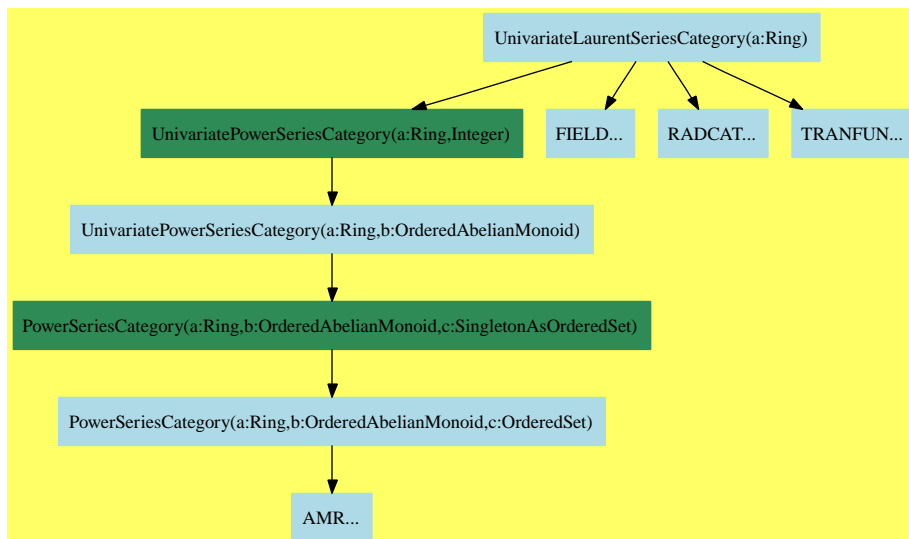 UnivariateLaurentSeriesCategory(a:Ring)
UnivariatePowerSeriesCategory(a:Ring,Integer)
FIELD...
RADCAT...
TRANFUN...
UnivariatePowerSeriesCategory(a:Ring,b:OrderedAbelianMonoid)
PowerSeriesCategory(a:Ring,b:OrderedAbelianMonoid,c:SingletonAsOrderedSet)
PowerSeriesCategory(a:Ring,b:OrderedAbelianMonoid,c:OrderedSet)
AMR...